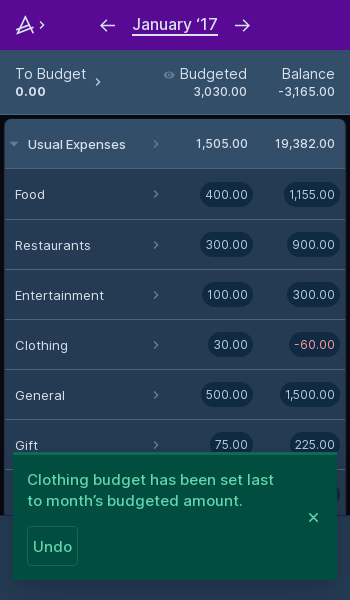 January ‘17
To Budget
Budgeted
Balance
0.00
3,030.00
-3,165.00
Usual Expenses
1,505.00
19,382.00
Food
400.00
1,155.00
Restaurants
300.00
900.00
Entertainment
100.00
300.00
Clothing
30.00
-60.00
General
500.00
1,500.00
Gift
75.00
225.00
Clothing budget has been set last
to month’s budgeted amount.
Undo